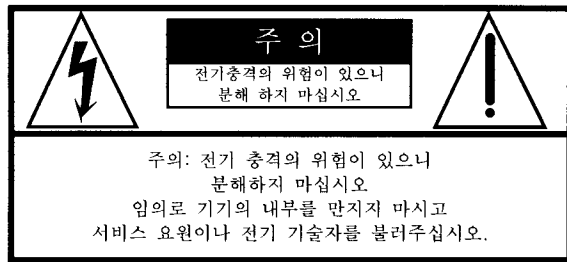 주 의
전기충격의 위험이 있으니
분해 하지 마십시오
주의: 전기 충격의 위험이 있으니
분해하지 마십시오
임의로 기기의 내부를 만지지 마시고
서비스 요원이나 전기 기술자를 불러주십시오.